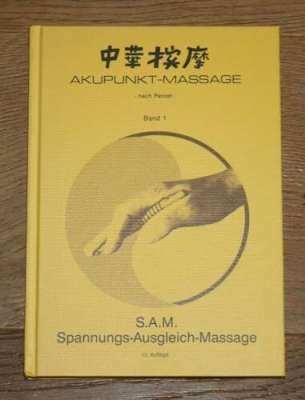 中華按摩
AKUPUNKT-MASSAGE
- nach Penzel-
Band 1
S.A.M.
Spannungs-Ausgleich-Massage